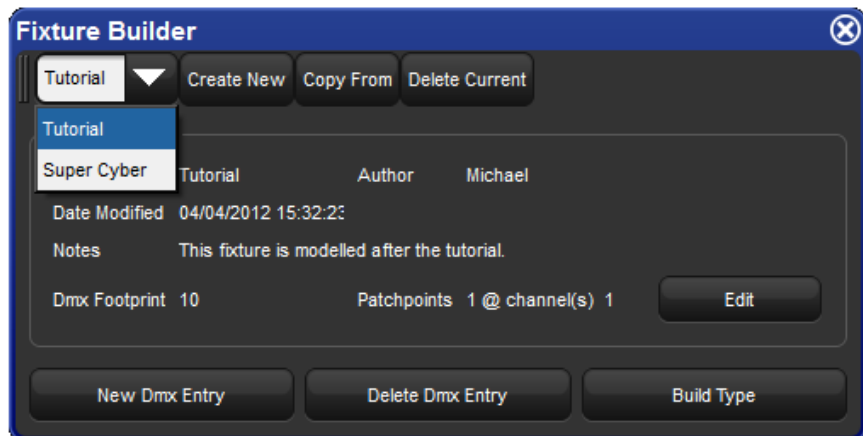 Fixture Builder
Tutorial Create New Copy From Delete Current
Tutorial
Super Cyber
Tutorial Author Michael
Date Modified 04/04/2012 15:32:23
Notes This fixture is modelled after the tutorial.
Dmx Footprint 10 Patchpoints 1 @ channel(s) 1 Edit
New Dmx Entry Delete Dmx Entry Build Type